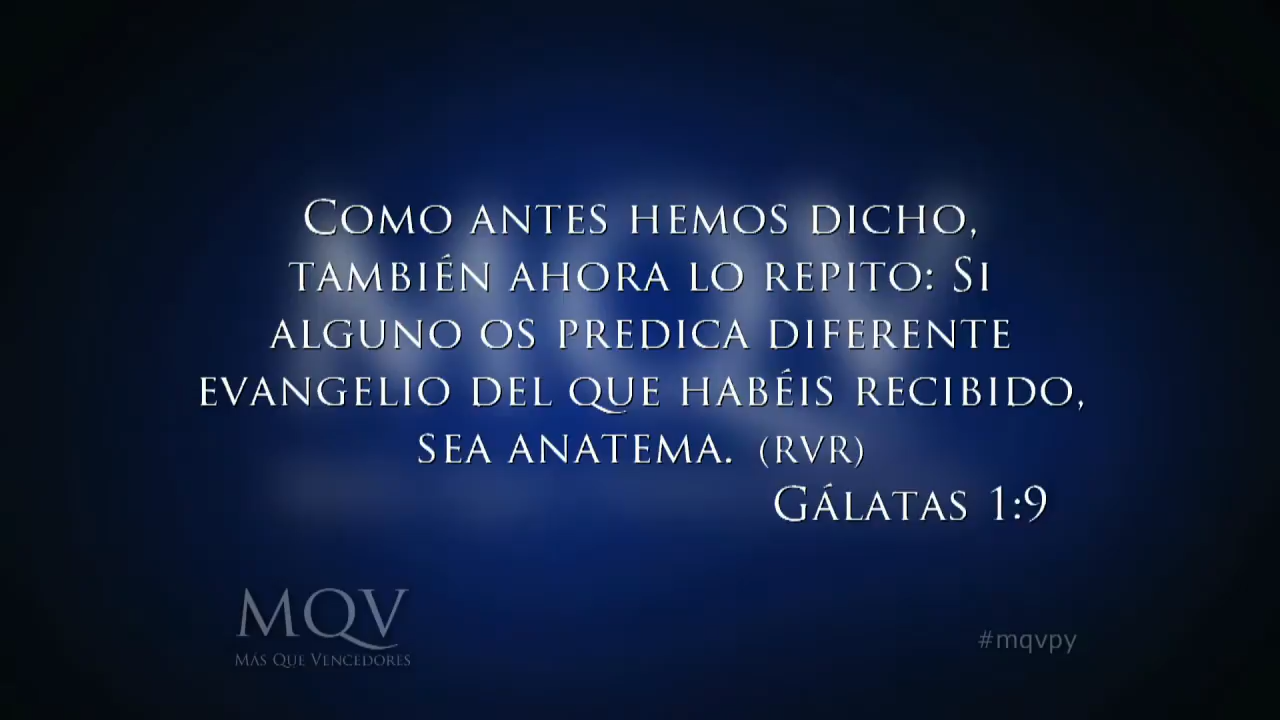 Como antes hemos dicho,
también ahora lo repito: Si
alguno os predica diferente
evangelio del que habéis recibido,
sea anatema. (RVR)
Gálatas 1:9
MQV
Más Que Vencedores
#mqvpy